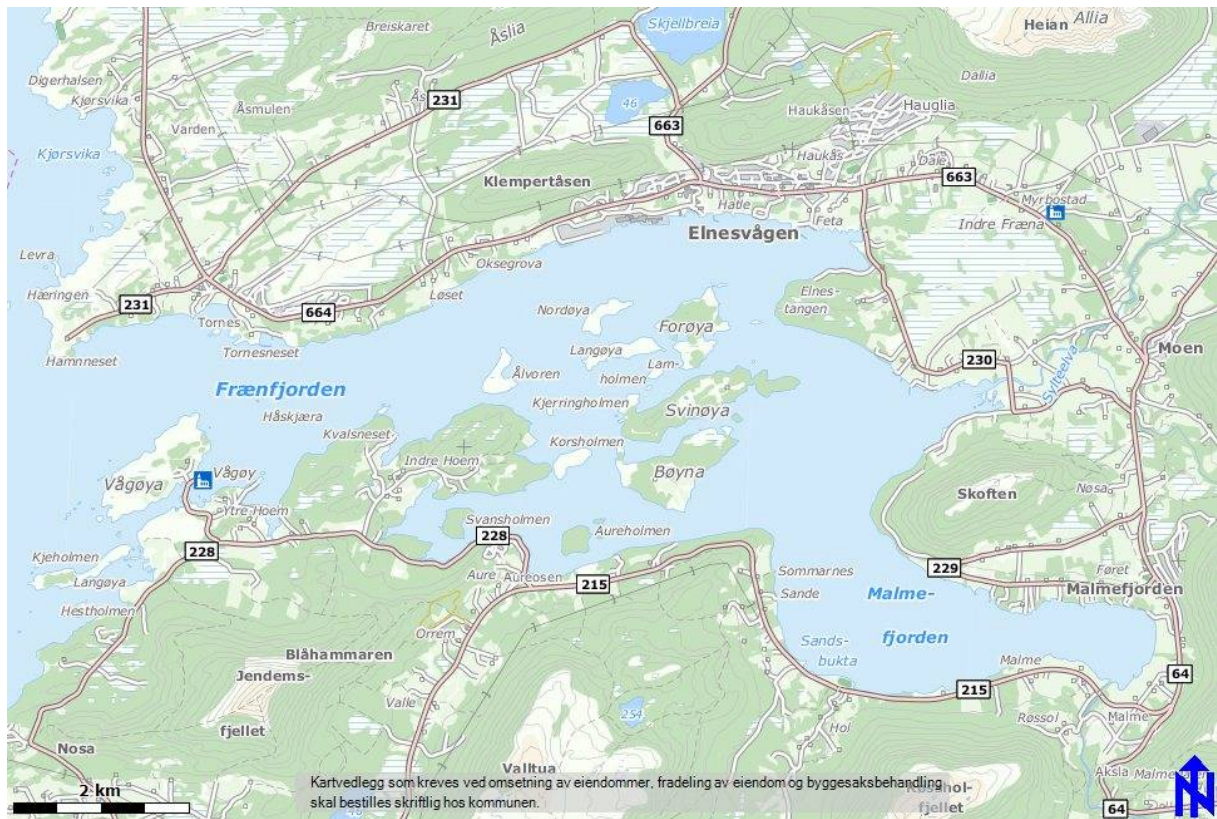 Breiskaret
Åslia
Skjellbreia
Heian
Allia
Digerhalsen
Kjørsvika
Åsmulen
Ås
231
46
Haukåsen
Hauglia
Dallia
Varden
663
Kjørsvika
Haukås
Dale
663
Klempertåsen
Hatle
Feta
Myrbostad
Indre Fræna
Elnesvågen
Levra
Oksegrova
Hæringen
231
Løset
Elnes-
tangen
664
Nordøya
Forøya
Tornes
Hamnneset
Tornesneset
Langøya
Lam-
holmen
230
Moen
Ålvoren
Sylteelva
Frænfjorden
Kjerringholmen
Svinøya
Håskjæra
Kvalsneset
Korsholmen
Indre Hoem
Bøyna
Vågøy
Vågøya
Skoften
Nøsa
Ytre Hoem
Svansholmen
228
Aureholmen
Kjeholmen
228
Langøya
Aure
Aureosen
215
Sommarnes
229
Føret
Hestholmen
Sande
Malme-
fjorden
Malmefjorden
Orrem
Sands-
bukta
Blåhammaren
Jendems-
fjellet
Malme
64
Valle
254
215
Hol
Røssol
Malme
Nosa
Valltua
Aksla
2 km
Kartvedlegg som kreves ved omsetning av eiendommer, fradeling av eiendom og byggesaksbehandling
skal bestilles skriftlig hos kommunen.
fjellet
64
N